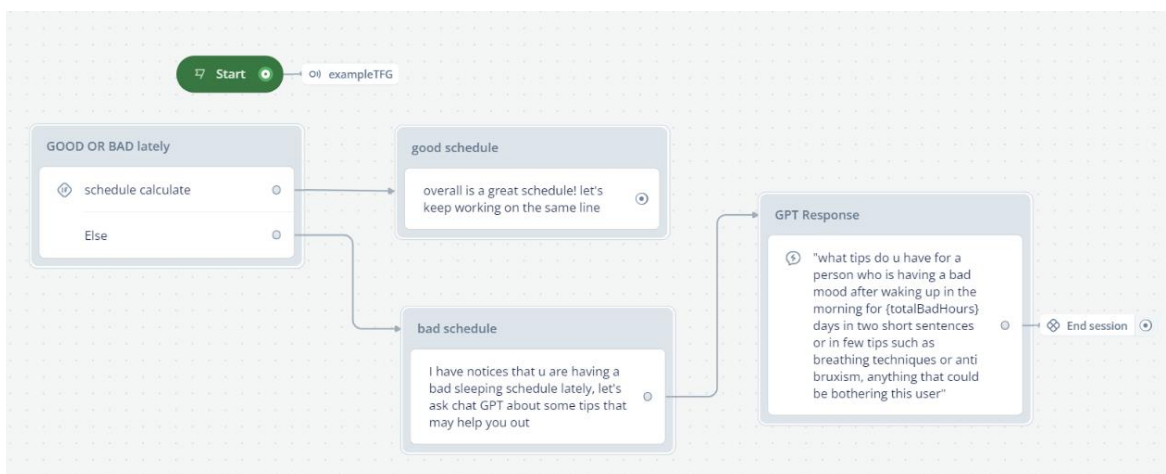 Start
exampleTFG
GOOD OR BAD lately
schedule calculate
Else
good schedule
overall is a great schedule! let's
keep working on the same line
bad schedule
I have notices that u are having a
bad sleeping schedule lately, let's
ask chat GPT about some tips that
may help you out
GPT Response
"what tips do u have for a
person who is having a bad
mood after waking up in the
morning for {totalBadHours}
days in two short sentences
or in few tips such as
breathing techniques or anti
bruxism, anything that could
be bothering this user"
End session